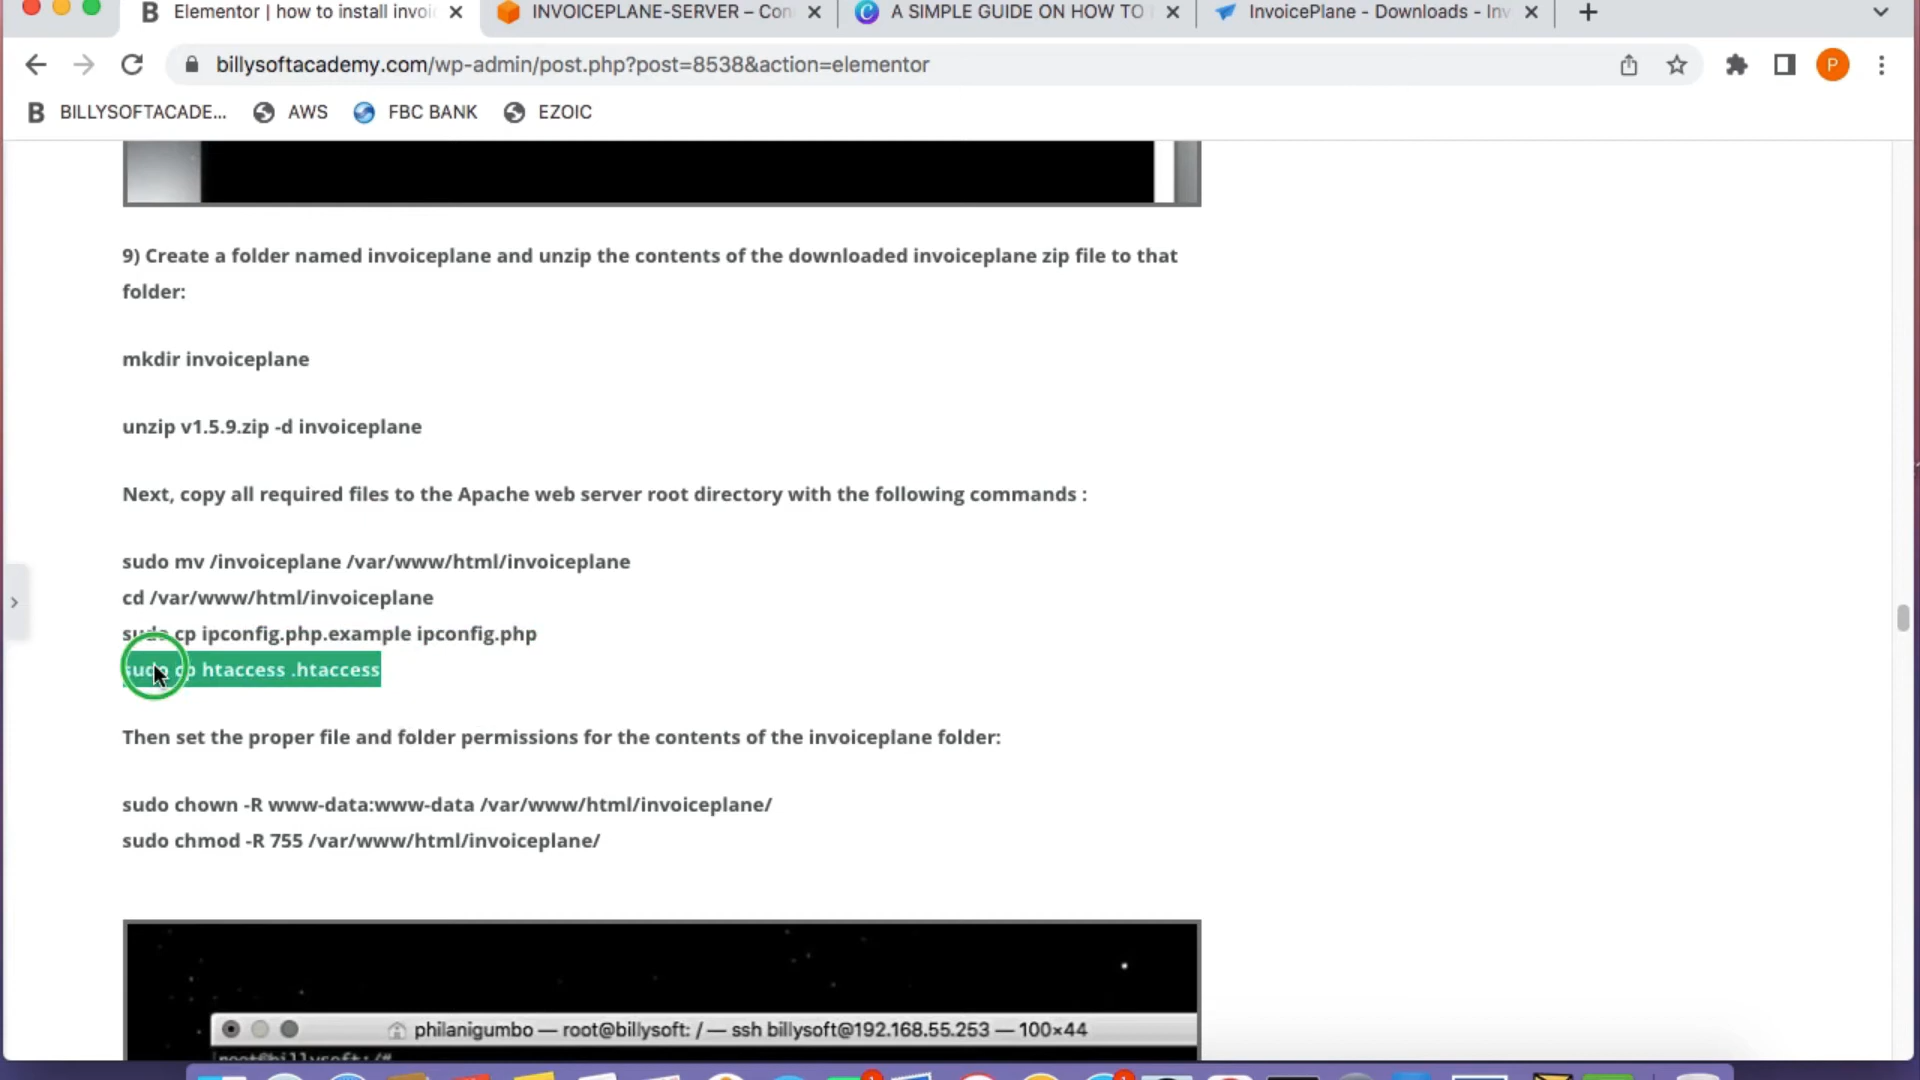 Elementor | how to install invoi
INVOICEPLANE-SERVER – Con
A SIMPLE GUIDE ON HOW TO
InvoicePlane - Downloads - Inv
billysoftacademy.com/wp-admin/post.php?post=8538&action=elementor
P
B BILLYSOFTACADE...
AWS
FBC BANK
EZOIC
9) Create a folder named invoiceplane and unzip the contents of the downloaded invoiceplane zip file to that
folder:
mkdir invoiceplane
unzip v1.5.9.zip -d invoiceplane
Next, copy all required files to the Apache web server root directory with the following commands :
sudo mv /invoiceplane /var/www/html/invoiceplane
cd /var/www/html/invoiceplane
sudo cp ipconfig.php.example ipconfig.php
sudo cp htaccess .htaccess
Then set the proper file and folder permissions for the contents of the invoiceplane folder:
sudo chown -R www-data:www-data /var/www/html/invoiceplane/
sudo chmod -R 755 /var/www/html/invoiceplane/
philanigumbo — root@billysoft: / — ssh billysoft@192.168.55.253 — 100×44
root@billysoft:/#